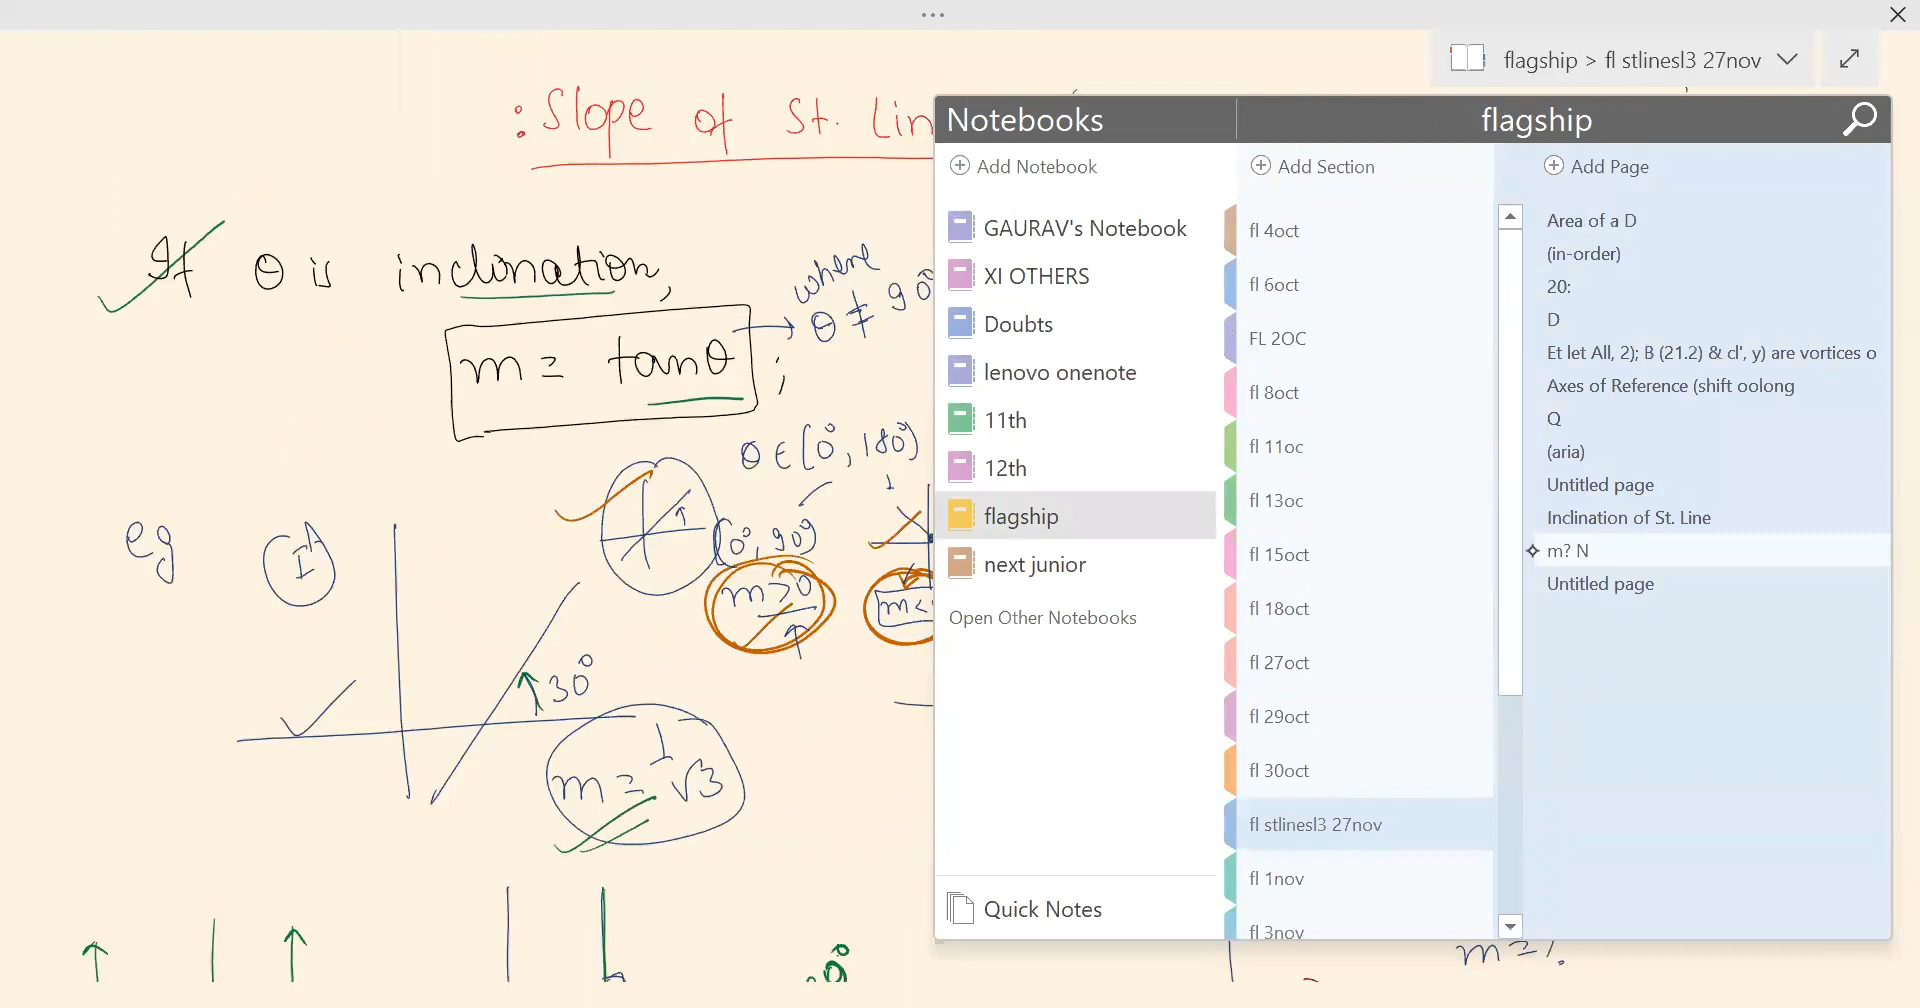 flagship > fl stlinesl3 27nov
: Slope of St. Lin
If θ is inclination,
where
θ ≠ 90°
m = tanθ ;
θ ∈ (0°, 180°)
eg
I
(0°, 90°)
m > 0
m <
30°
m = 1/√3
Notebooks
flagship
Add Notebook
GAURAV's Notebook
XI OTHERS
Doubts
lenovo onenote
11th
12th
flagship
next junior
Open Other Notebooks
Quick Notes
Add Section
fl 4oct
fl 6oct
FL 2OC
fl 8oct
fl 11oc
fl 13oc
fl 15oct
fl 18oct
fl 27oct
fl 29oct
fl 30oct
fl stlinesl3 27nov
fl 1nov
fl 3nov
Add Page
Area of a D
(in-order)
20:
D
Et let All, 2); B (21.2) & cl', y) are vortices o
Axes of Reference (shift oolong
Q
(aria)
Untitled page
Inclination of St. Line
m? N
Untitled page